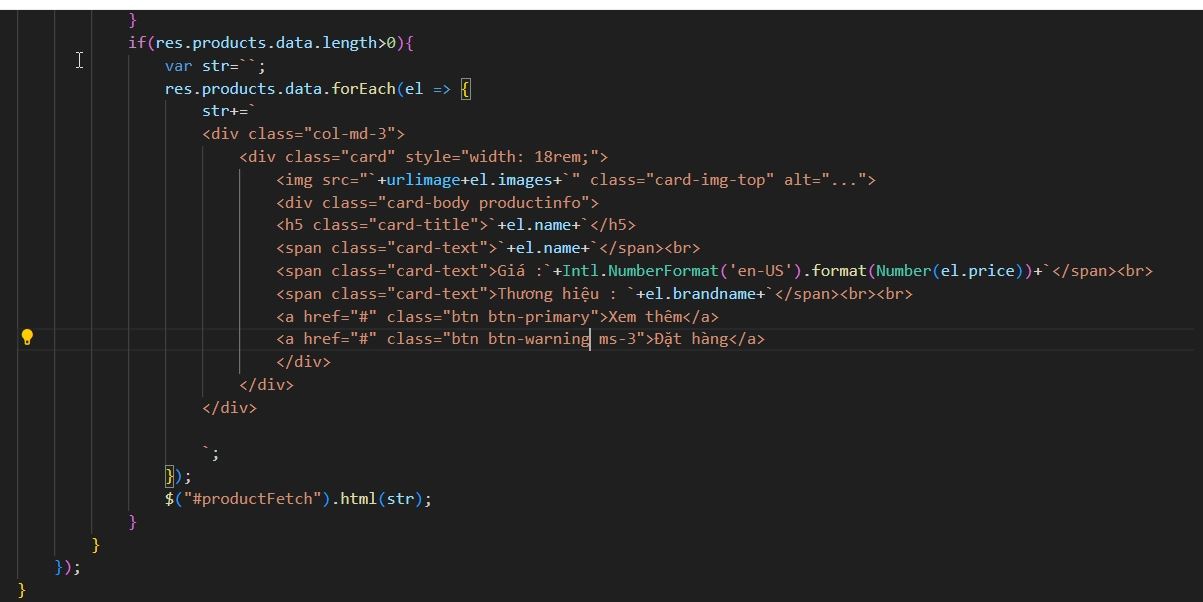 }
if(res.products.data.length>0){
var str=``;
res.products.data.forEach(el => {
str+=`
<div class="col-md-3">
<div class="card" style="width: 18rem;">
<img src="`+urlimage+el.images+`" class="card-img-top" alt="...">
<div class="card-body productinfo">
<h5 class="card-title">`+el.name+`</h5>
<span class="card-text">`+el.name+`</span><br>
<span class="card-text">Giá :`+Intl.NumberFormat('en-US').format(Number(el.price))+`</span><br>
<span class="card-text">Thương hiệu : `+el.brandname+`</span><br><br>
<a href="#" class="btn btn-primary">Xem thêm</a>
<a href="#" class="btn btn-warning ms-3">Đặt hàng</a>
</div>
</div>
</div>
`;
});
$("#productFetch").html(str);
}
}
});
}